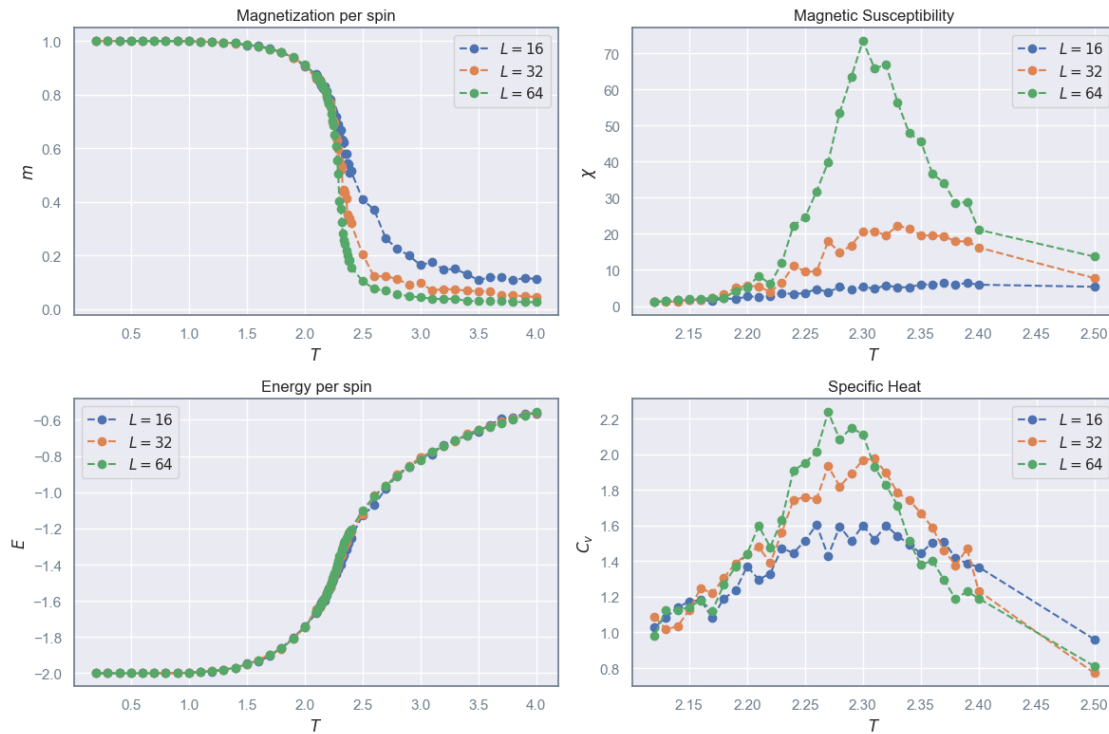 Magnetization per spin
1.0
0.8
0.6
0.4
0.2
0.0
m
L = 16
L = 32
L = 64
0.5 1.0 1.5 2.0 2.5 3.0 3.5 4.0
T
Magnetic Susceptibility
70
60
50
40
30
20
10
0
χ
L = 16
L = 32
L = 64
2.15 2.20 2.25 2.30 2.35 2.40 2.45 2.50
T
Energy per spin
−0.6
−0.8
−1.0
−1.2
−1.4
−1.6
−1.8
−2.0
E
L = 16
L = 32
L = 64
0.5 1.0 1.5 2.0 2.5 3.0 3.5 4.0
T
Specific Heat
2.2
2.0
1.8
1.6
1.4
1.2
1.0
0.8
Cv
L = 16
L = 32
L = 64
2.15 2.20 2.25 2.30 2.35 2.40 2.45 2.50
T